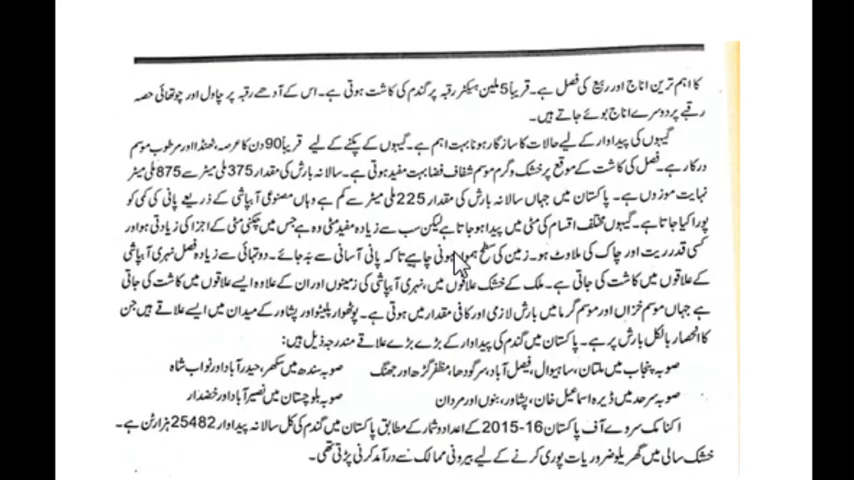 کا اہم ترین اناج اور ربیع کی فصل ہے۔ قریباً 5 ملین ہیکٹر رقبہ پر گندم کی کاشت ہوتی ہے۔ اس کے آدھے رقبہ پر چاول اور چوتھائی حصہ
رقبے پر دوسرے اناج بوئے جاتے ہیں۔
گیہوں کی پیداوار کے لیے حالات کا سازگار ہونا بہت اہم ہے۔ گیہوں کے پکنے کے لیے قریباً 90 دن کا عرصہ، ٹھنڈا اور مرطوب موسم
درکار ہے۔ فصل کی کاشت کے موقع پر خشک و گرم موسم شفاف فضا بہت مفید ہوتی ہے۔ سالانہ بارش کی مقدار 375 ملی میٹر سے 875 ملی میٹر
نہایت موزوں ہے۔ پاکستان میں جہاں سالانہ بارش کی مقدار 225 ملی میٹر سے کم ہے وہاں مصنوعی آبپاشی کے ذریعے پانی کی کمی کو
پورا کیا جاتا ہے۔ گیہوں مختلف اقسام کی مٹی میں پیدا ہو جاتا ہے لیکن سب سے زیادہ مفید مٹی وہ ہے جس میں چکنی مٹی کے اجزا کی زیادتی ہو اور
کسی قدر ریت اور چاک کی ملاوٹ ہو۔ زمین کی سطح ہموار ہونی چاہیے تاکہ پانی آسانی سے بہ جائے۔ دو تہائی سے زیادہ فصل نہری آبپاشی
کے علاقوں میں کاشت کی جاتی ہے۔ ملک کے خشک علاقوں میں، نہری آبپاشی کی زمینوں اور ان کے علاوہ ایسے علاقوں میں کاشت کی جاتی
ہے جہاں موسم خزاں اور موسم گرما میں بارش لازمی اور کافی مقدار میں ہوتی ہے۔ پوٹھوار پلیٹو اور پشاور کے میدان میں ایسے علاقے ہیں جن
کا انحصار بالکل بارش پر ہے۔ پاکستان میں گندم کی پیداوار کے بڑے بڑے علاقے مندرجہ ذیل ہیں:
صوبہ پنجاب میں ملتان، ساہیوال، فیصل آباد، سرگودھا، مظفر گڑھ اور جھنگ صوبہ سندھ میں سکھر، حیدر آباد اور نواب شاہ
صوبہ سرحد میں ڈیرہ اسماعیل خان، پشاور، بنوں اور مردان صوبہ بلوچستان میں نصیر آباد اور خضدار
اکنامک سروے آف پاکستان 16-2015 کے اعداد و شمار کے مطابق پاکستان میں گندم کی کل سالانہ پیداوار 25482 ہزار ٹن ہے۔
خشک سالی میں گھریلو ضروریات پوری کرنے کے لیے بیرونی ممالک سے درآمد کرنی پڑتی تھی۔